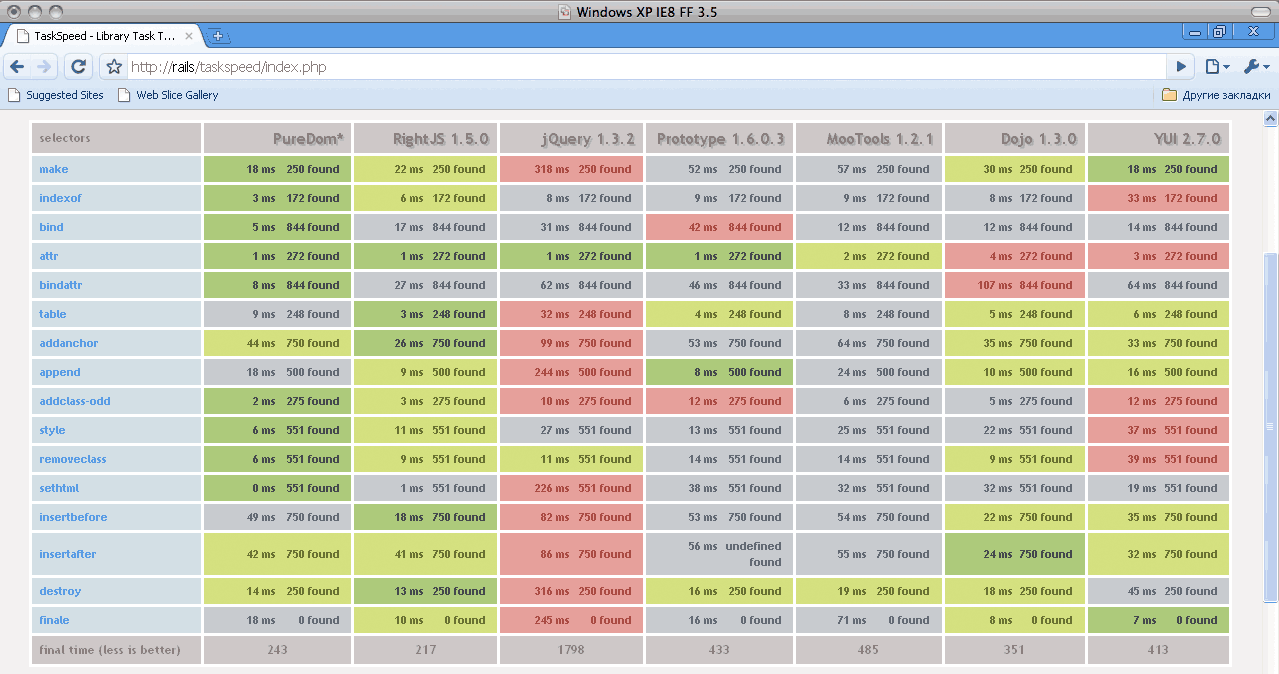 Windows XP IE8 FF 3.5
TaskSpeed - Library Task T...
http://rails/taskspeed/index.php
Suggested Sites Web Slice Gallery Другие закладки
selectors PureDom* RightJS 1.5.0 jQuery 1.3.2 Prototype 1.6.0.3 MooTools 1.2.1 Dojo 1.3.0 YUI 2.7.0
make 18 ms 250 found 22 ms 250 found 318 ms 250 found 52 ms 250 found 57 ms 250 found 30 ms 250 found 18 ms 250 found
indexof 3 ms 172 found 6 ms 172 found 8 ms 172 found 9 ms 172 found 9 ms 172 found 8 ms 172 found 33 ms 172 found
bind 5 ms 844 found 17 ms 844 found 31 ms 844 found 42 ms 844 found 12 ms 844 found 12 ms 844 found 14 ms 844 found
attr 1 ms 272 found 1 ms 272 found 1 ms 272 found 1 ms 272 found 2 ms 272 found 4 ms 272 found 3 ms 272 found
bindattr 8 ms 844 found 27 ms 844 found 62 ms 844 found 46 ms 844 found 33 ms 844 found 107 ms 844 found 64 ms 844 found
table 9 ms 248 found 3 ms 248 found 32 ms 248 found 4 ms 248 found 8 ms 248 found 5 ms 248 found 6 ms 248 found
addanchor 44 ms 750 found 26 ms 750 found 99 ms 750 found 53 ms 750 found 64 ms 750 found 35 ms 750 found 33 ms 750 found
append 18 ms 500 found 9 ms 500 found 244 ms 500 found 8 ms 500 found 24 ms 500 found 10 ms 500 found 16 ms 500 found
addclass-odd 2 ms 275 found 3 ms 275 found 10 ms 275 found 12 ms 275 found 6 ms 275 found 5 ms 275 found 12 ms 275 found
style 6 ms 551 found 11 ms 551 found 27 ms 551 found 13 ms 551 found 25 ms 551 found 22 ms 551 found 37 ms 551 found
removeclass 6 ms 551 found 9 ms 551 found 11 ms 551 found 14 ms 551 found 14 ms 551 found 9 ms 551 found 39 ms 551 found
sethtml 0 ms 551 found 1 ms 551 found 226 ms 551 found 38 ms 551 found 32 ms 551 found 32 ms 551 found 19 ms 551 found
insertbefore 49 ms 750 found 18 ms 750 found 82 ms 750 found 53 ms 750 found 54 ms 750 found 22 ms 750 found 35 ms 750 found
insertafter 42 ms 750 found 41 ms 750 found 86 ms 750 found 56 ms undefined found 55 ms 750 found 24 ms 750 found 32 ms 750 found
destroy 14 ms 250 found 13 ms 250 found 316 ms 250 found 16 ms 250 found 19 ms 250 found 18 ms 250 found 45 ms 250 found
finale 18 ms 0 found 10 ms 0 found 245 ms 0 found 16 ms 0 found 71 ms 0 found 8 ms 0 found 7 ms 0 found
final time (less is better) 243 217 1798 433 485 351 413